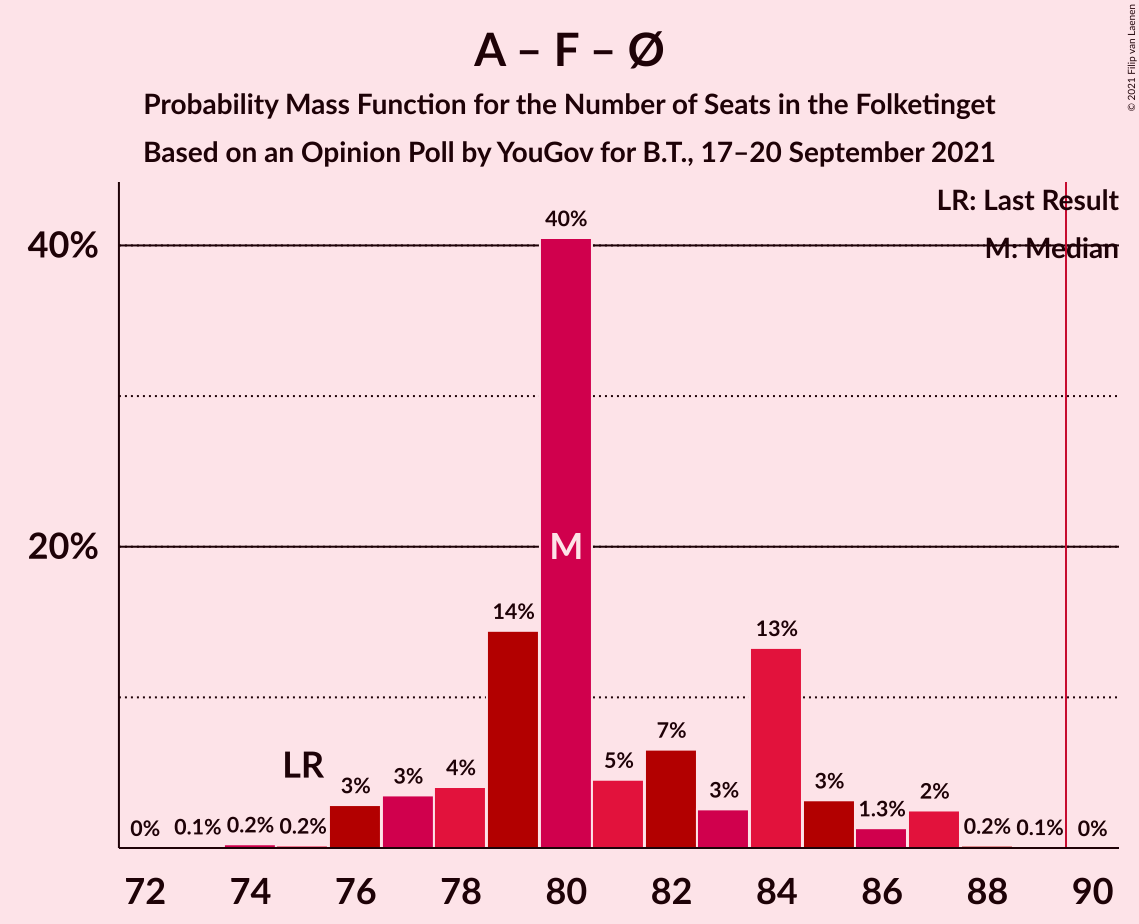 A – F – Ø
Probability Mass Function for the Number of Seats in the Folketinget
Based on an Opinion Poll by YouGov for B.T., 17–20 September 2021
© 2021 Filip van Laenen
LR: Last Result
M: Median
40%
20%
0%
0.1%
0.2%
0.2%
LR
3%
3%
4%
14%
40%
M
5%
7%
3%
13%
3%
1.3%
2%
0.2%
0.1%
0%
72 74 76 78 80 82 84 86 88 90